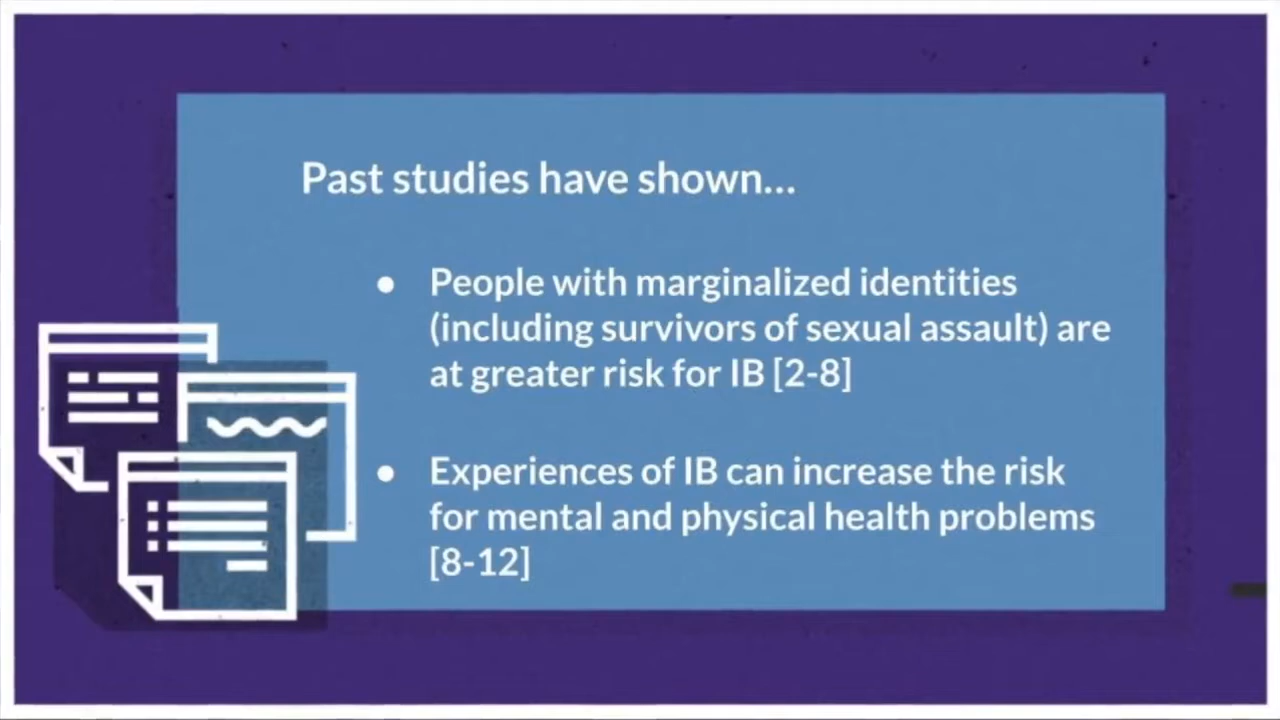 Past studies have shown...
● People with marginalized identities
(including survivors of sexual assault) are
at greater risk for IB [2-8]
● Experiences of IB can increase the risk
for mental and physical health problems
[8-12]